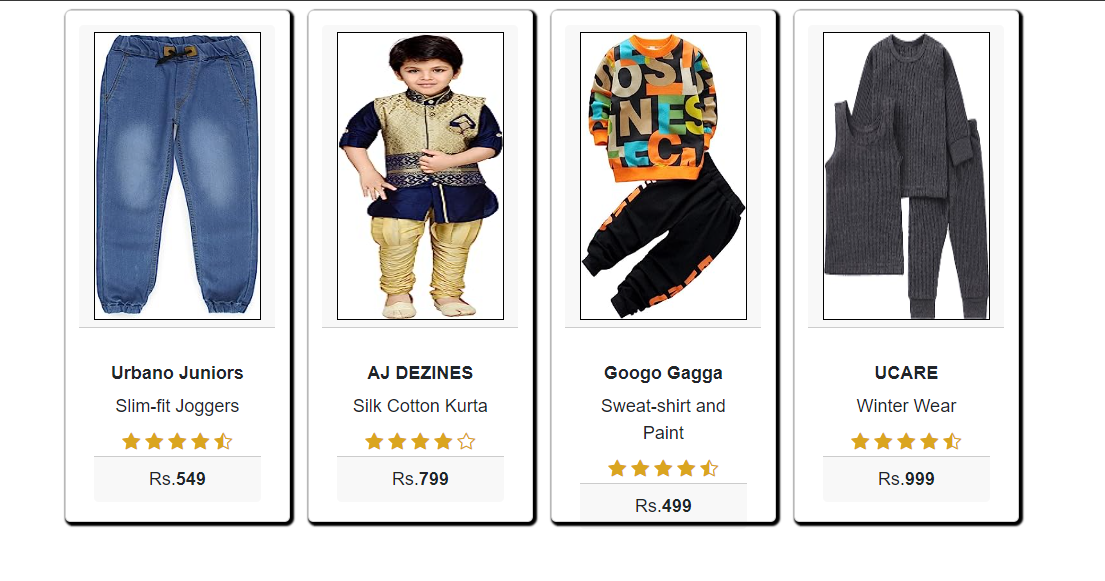 Urbano Juniors
Slim-fit Joggers
Rs.549
AJ DEZINES
Silk Cotton Kurta
Rs.799
Googo Gagga
Sweat-shirt and
Paint
Rs.499
UCARE
Winter Wear
Rs.999